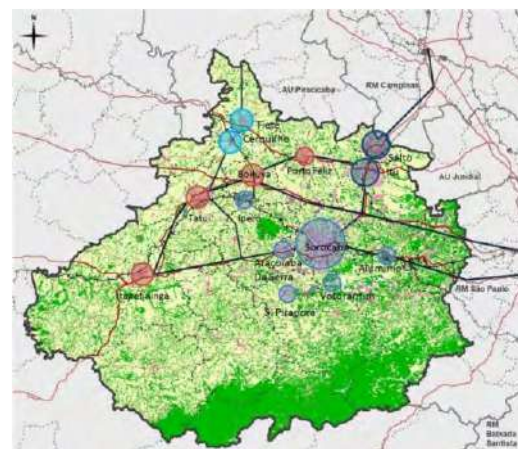 N
AU Piracicaba
RM Campinas
Tietê
Cerquilho
Salto
Porto Feliz
Itu
Boituva
AU Jundiaí
Tatuí
Iperó
Sorocaba
Araçoiaba
Da Serra
Alumínio
Itapetininga
Votorantim
S. Pilar
RM São Paulo
RM
Baixada
Santista